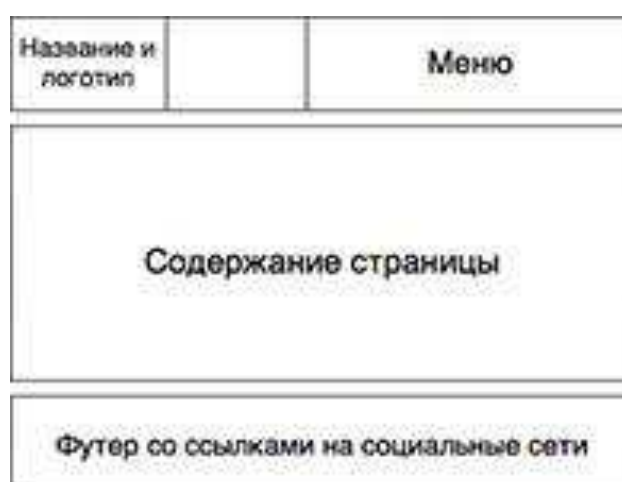 Название и
логотип
Меню
Содержание страницы
Футер со ссылками на социальные сети